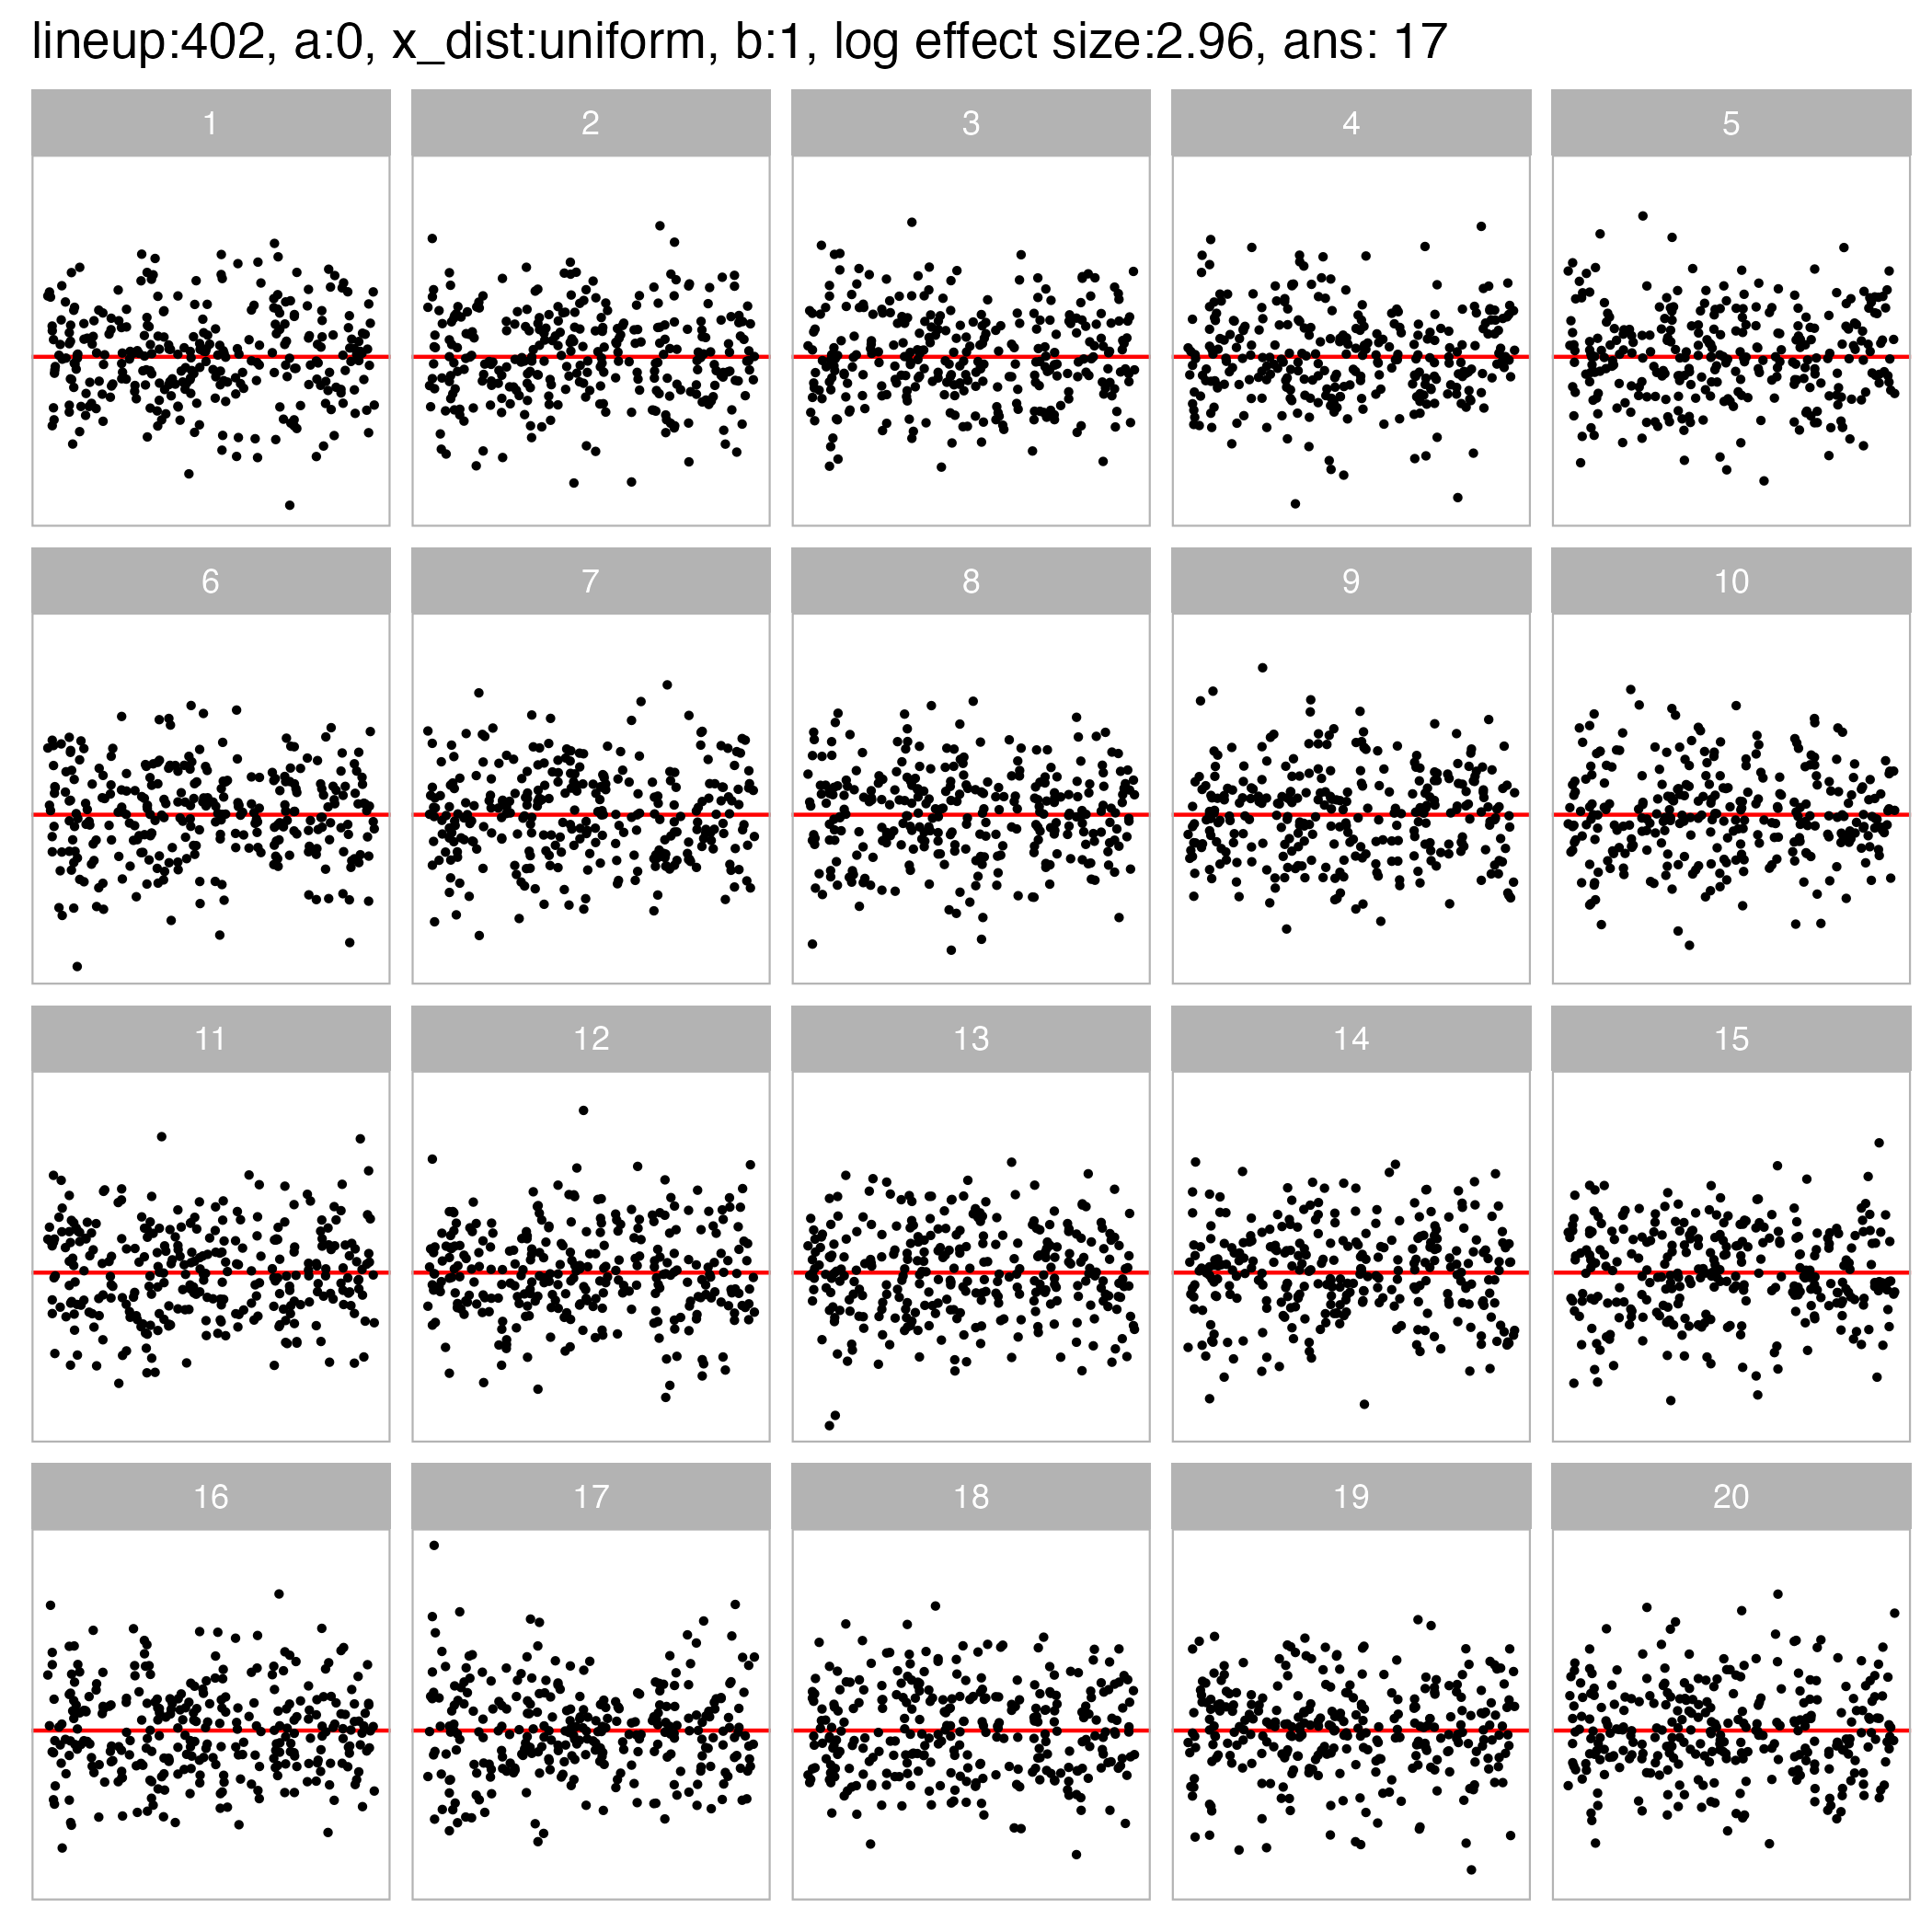 lineup:402, a:0, x_dist:uniform, b:1, log effect size:2.96, ans: 17
1 2 3 4 5
6 7 8 9 10
11 12 13 14 15
16 17 18 19 20